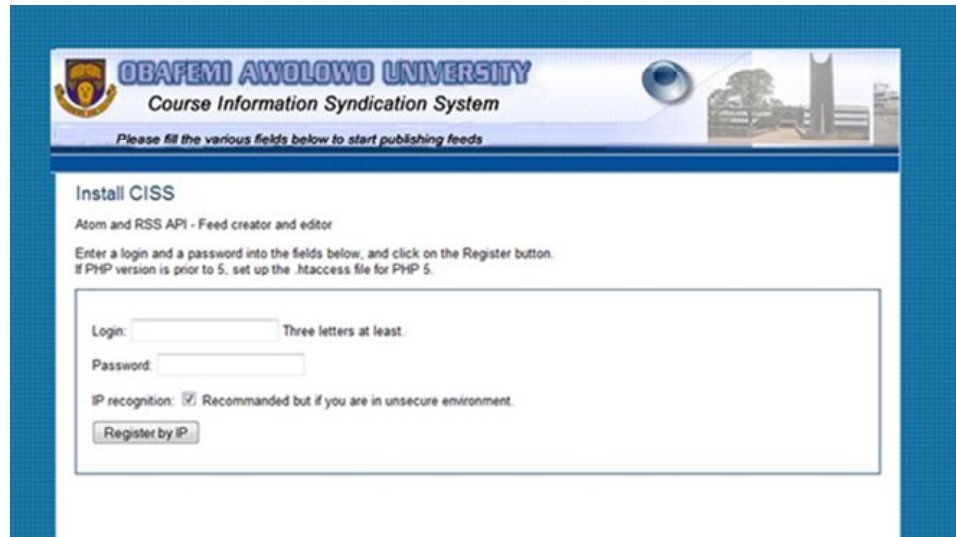 OBAFEMI AWOLOWO UNIVERSITY
Course Information Syndication System
Please fill the various fields below to start publishing feeds
Install CISS
Atom and RSS API - Feed creator and editor
Enter a login and a password into the fields below, and click on the Register button.
If PHP version is prior to 5, set up the .htaccess file for PHP 5.
Login: Three letters at least.
Password:
IP recognition: Recommanded but if you are in unsecure environment.
Register by IP